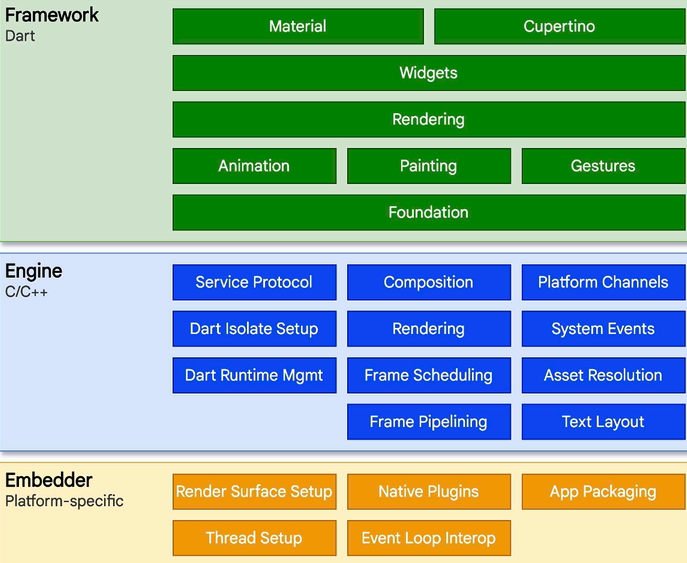 Framework
Dart
Material
Cupertino
Widgets
Rendering
Animation
Painting
Gestures
Foundation
Engine
C/C++
Service Protocol
Composition
Platform Channels
Dart Isolate Setup
Rendering
System Events
Dart Runtime Mgmt
Frame Scheduling
Asset Resolution
Frame Pipelining
Text Layout
Embedder
Platform-specific
Render Surface Setup
Native Plugins
App Packaging
Thread Setup
Event Loop Interop